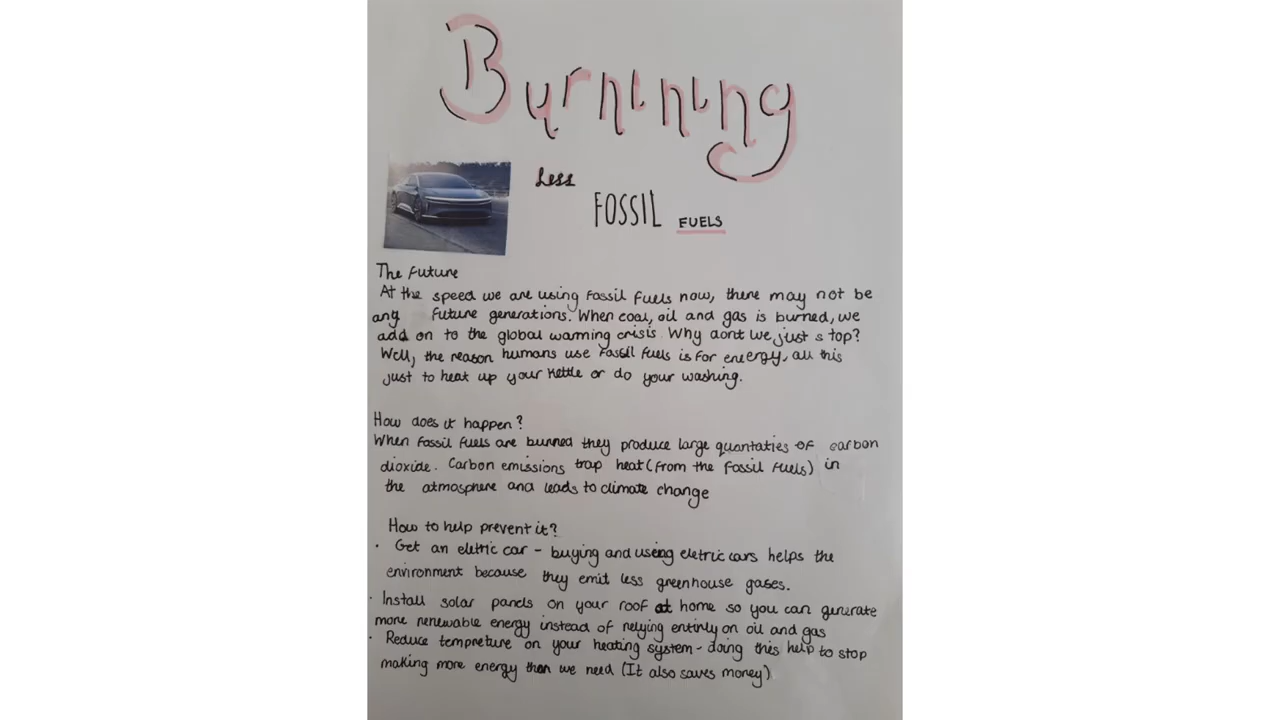 Burnining
Less
FOSSIL FUELS
The Future
At the speed we are using Fossil Fuels now, there may not be
any Future generations. When coal, oil and gas is burned, we
add on to the global warming crisis. Why dont we just stop?
Well, the reason humans use Fossil Fuels is For energy, all this
just to heat up your Kettle or do your washing.
How does it happen?
When Fossil Fuels are burned they produce large quantaties of carbon
dioxide. Carbon emissions trap heat (From the Fossil Fuels) in
the atmosphere and leads to climate change
How to help prevent it?
· Get an eletric car - buying and using eletric cars helps the
environment because they emit less greenhouse gases.
· Install solar panels on your roof at home so you can generate
more renewable energy instead of relying entirly on oil and gas
· Reduce tempreture on your heating system - doing this help to stop
making more energy than we need (It also saves money)